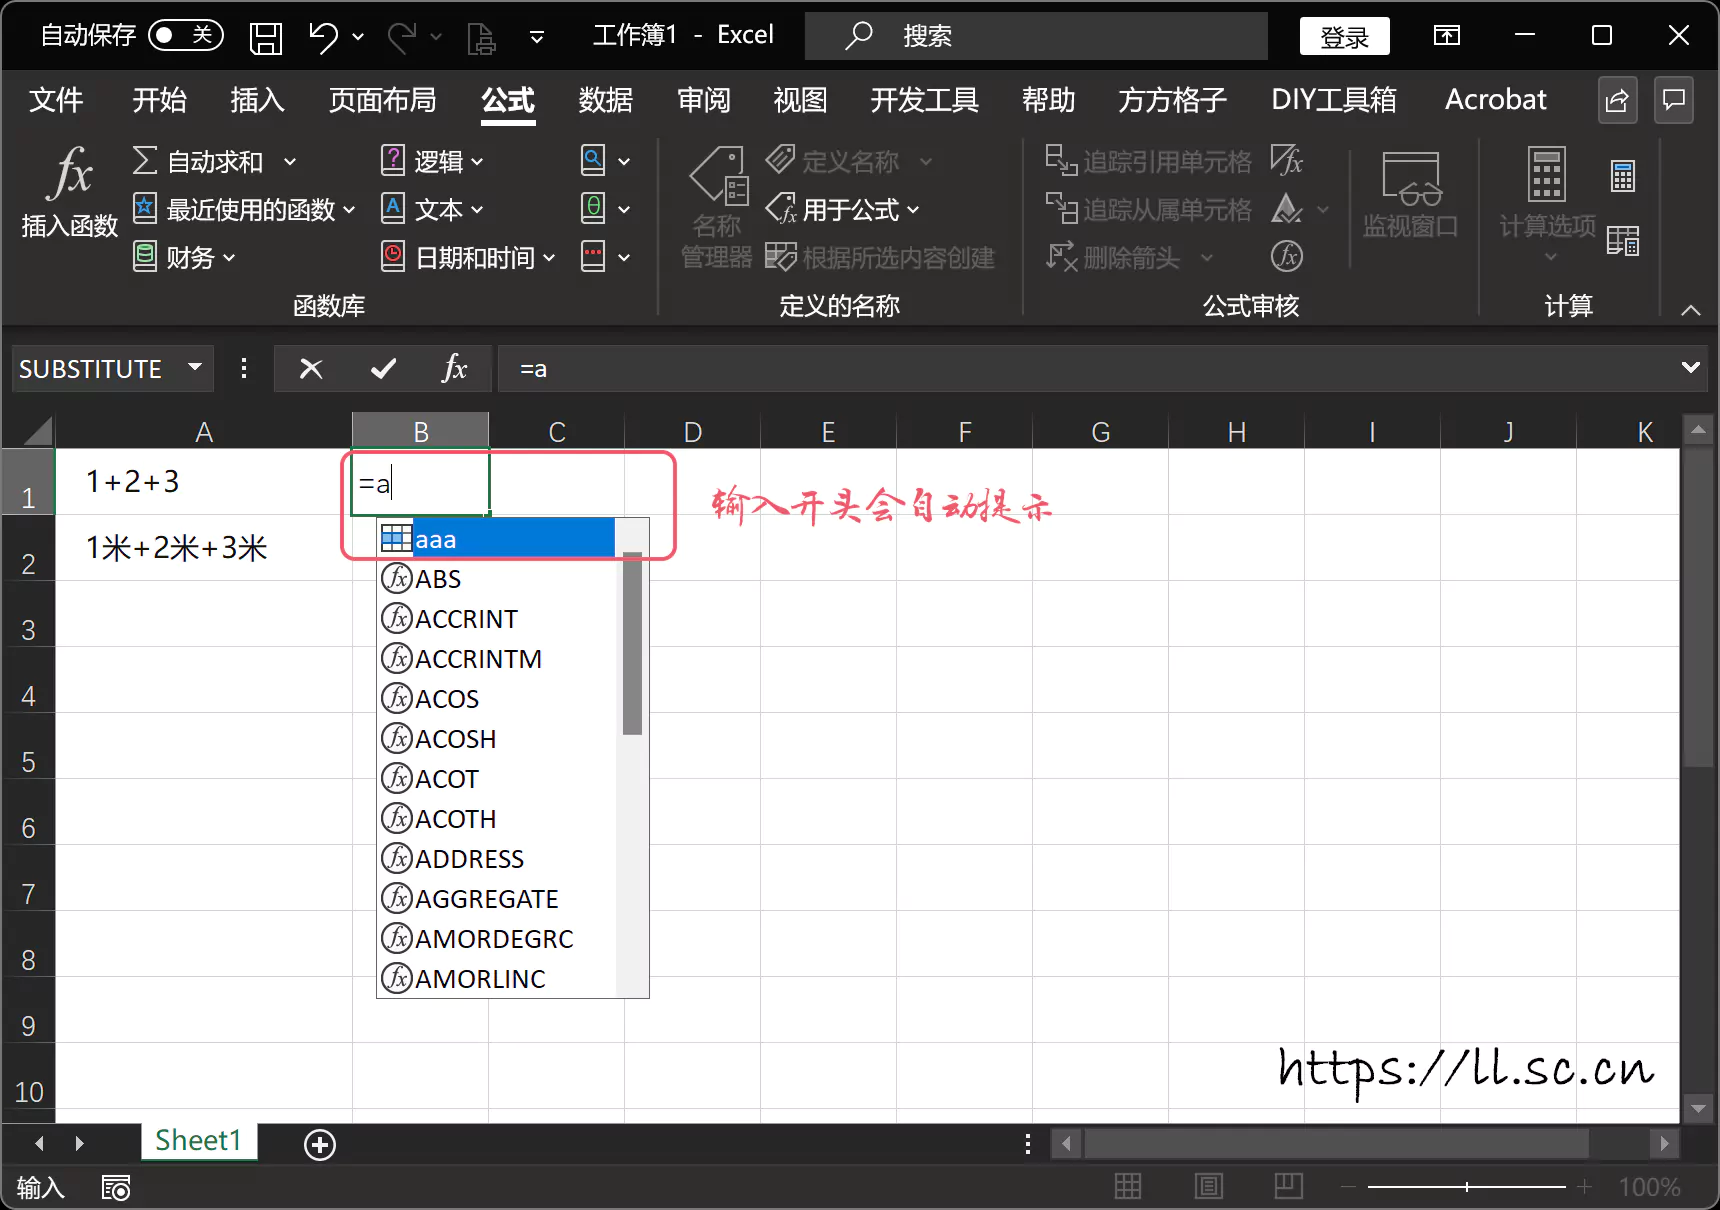 自动保存 关 工作簿1 - Excel 搜索 登录
文件 开始 插入 页面布局 公式 数据 审阅 视图 开发工具 帮助 方方格子 DIY工具箱 Acrobat
fx 插入函数
自动求和
最近使用的函数
财务
逻辑
文本
日期和时间
函数库
名称
管理器
定义名称
用于公式
根据所选内容创建
定义的名称
追踪引用单元格
追踪从属单元格
删除箭头
公式审核
监视窗口
计算选项
计算
SUBSTITUTE fx =a
A B C D E F G H I J K
1 1+2+3 =a
输入开头会自动提示
2 1米+2米+3米
3
4
5
6
7
8
9
10
aaa
ABS
ACCRINT
ACCRINTM
ACOS
ACOSH
ACOT
ACOTH
ADDRESS
AGGREGATE
AMORDEGRC
AMORLINC
https://ll.sc.cn
Sheet1
输入 100%